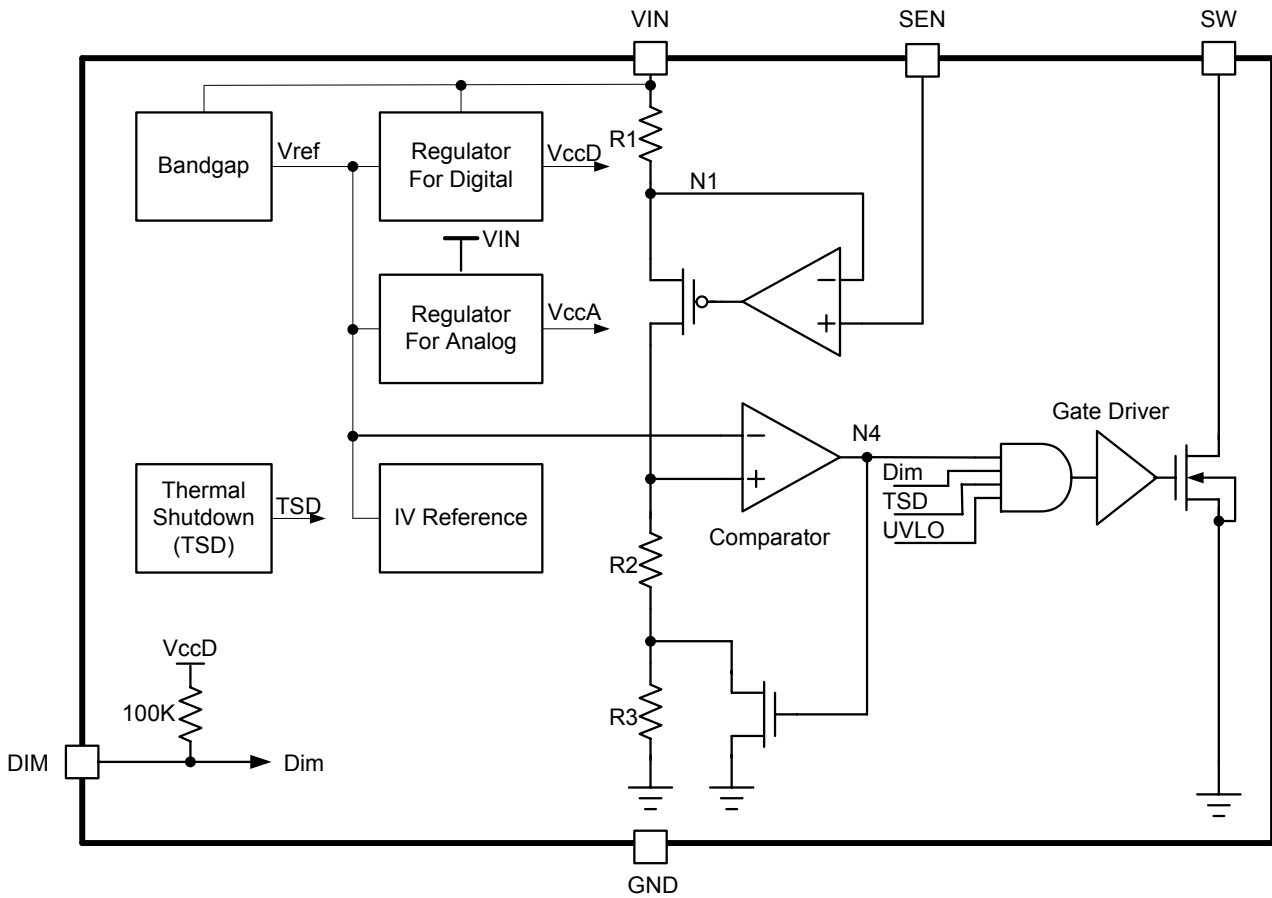 VIN
SEN
SW
R1
Bandgap
Vref
Regulator
For Digital
VccD
N1
VIN
Regulator
For Analog
VccA
−
+
Gate Driver
−
+
N4
Comparator
Dim
TSD
UVLO
Thermal
Shutdown
(TSD)
TSD
IV Reference
R2
VccD
100K
R3
DIM
Dim
GND